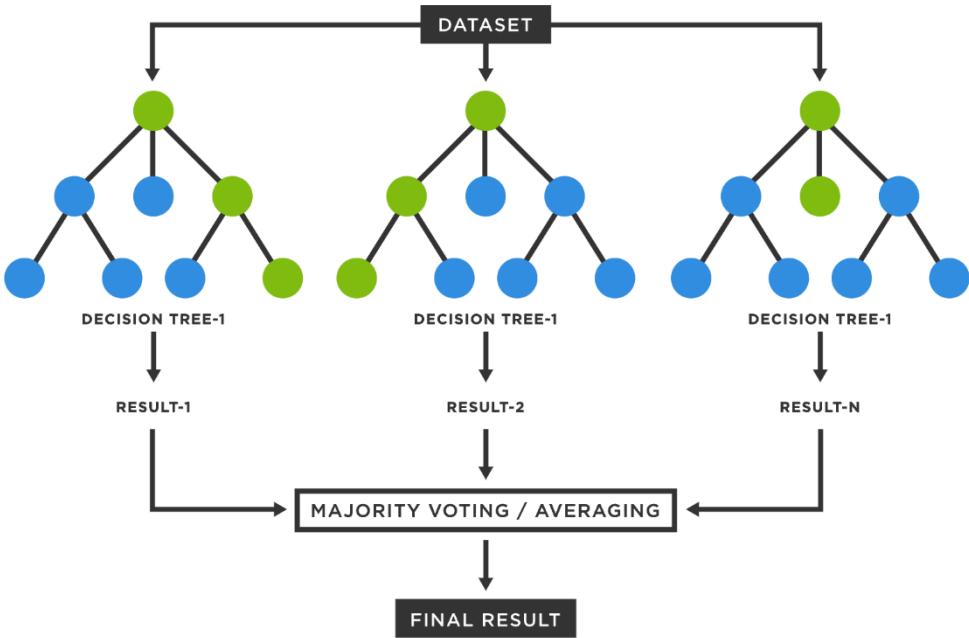 DATASET
DECISION TREE-1
DECISION TREE-1
DECISION TREE-1
RESULT-1
RESULT-2
RESULT-N
MAJORITY VOTING / AVERAGING
FINAL RESULT